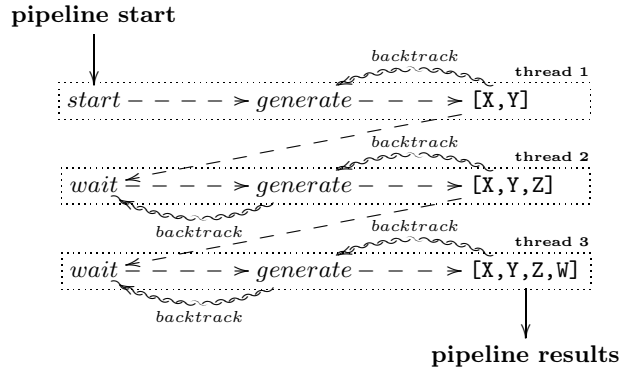 pipeline start
backtrack
thread 1
start generate [X,Y]
backtrack
thread 2
wait generate [X,Y,Z]
backtrack
backtrack
thread 3
wait generate [X,Y,Z,W]
backtrack
pipeline results